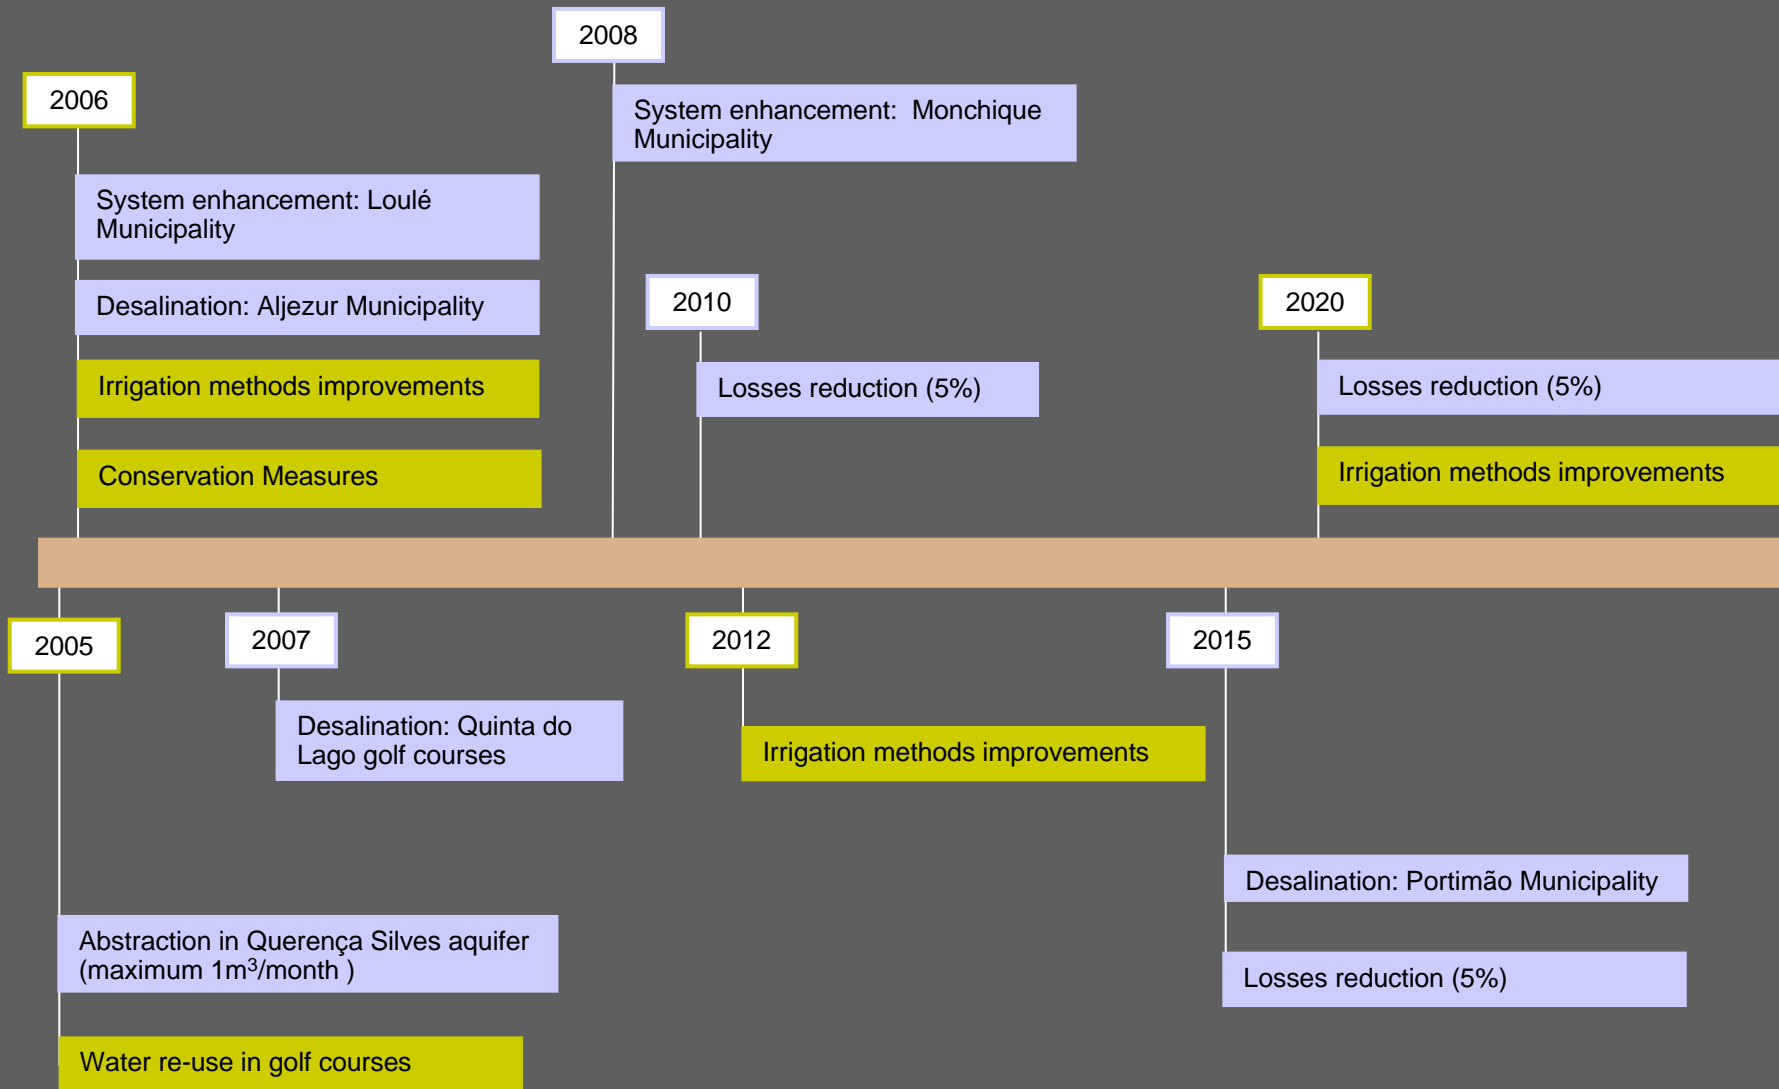 2008
System enhancement:  Monchique
Municipality
2006
System enhancement: Loulé
Municipality
Desalination: Aljezur Municipality
Irrigation methods improvements
Conservation Measures
2010
Losses reduction (5%)
2020
Losses reduction (5%)
Irrigation methods improvements
2005
Abstraction in Querença Silves aquifer
(maximum 1m³/month )
Water re-use in golf courses
2007
Desalination: Quinta do
Lago golf courses
2012
Irrigation methods improvements
2015
Desalination: Portimão Municipality
Losses reduction (5%)